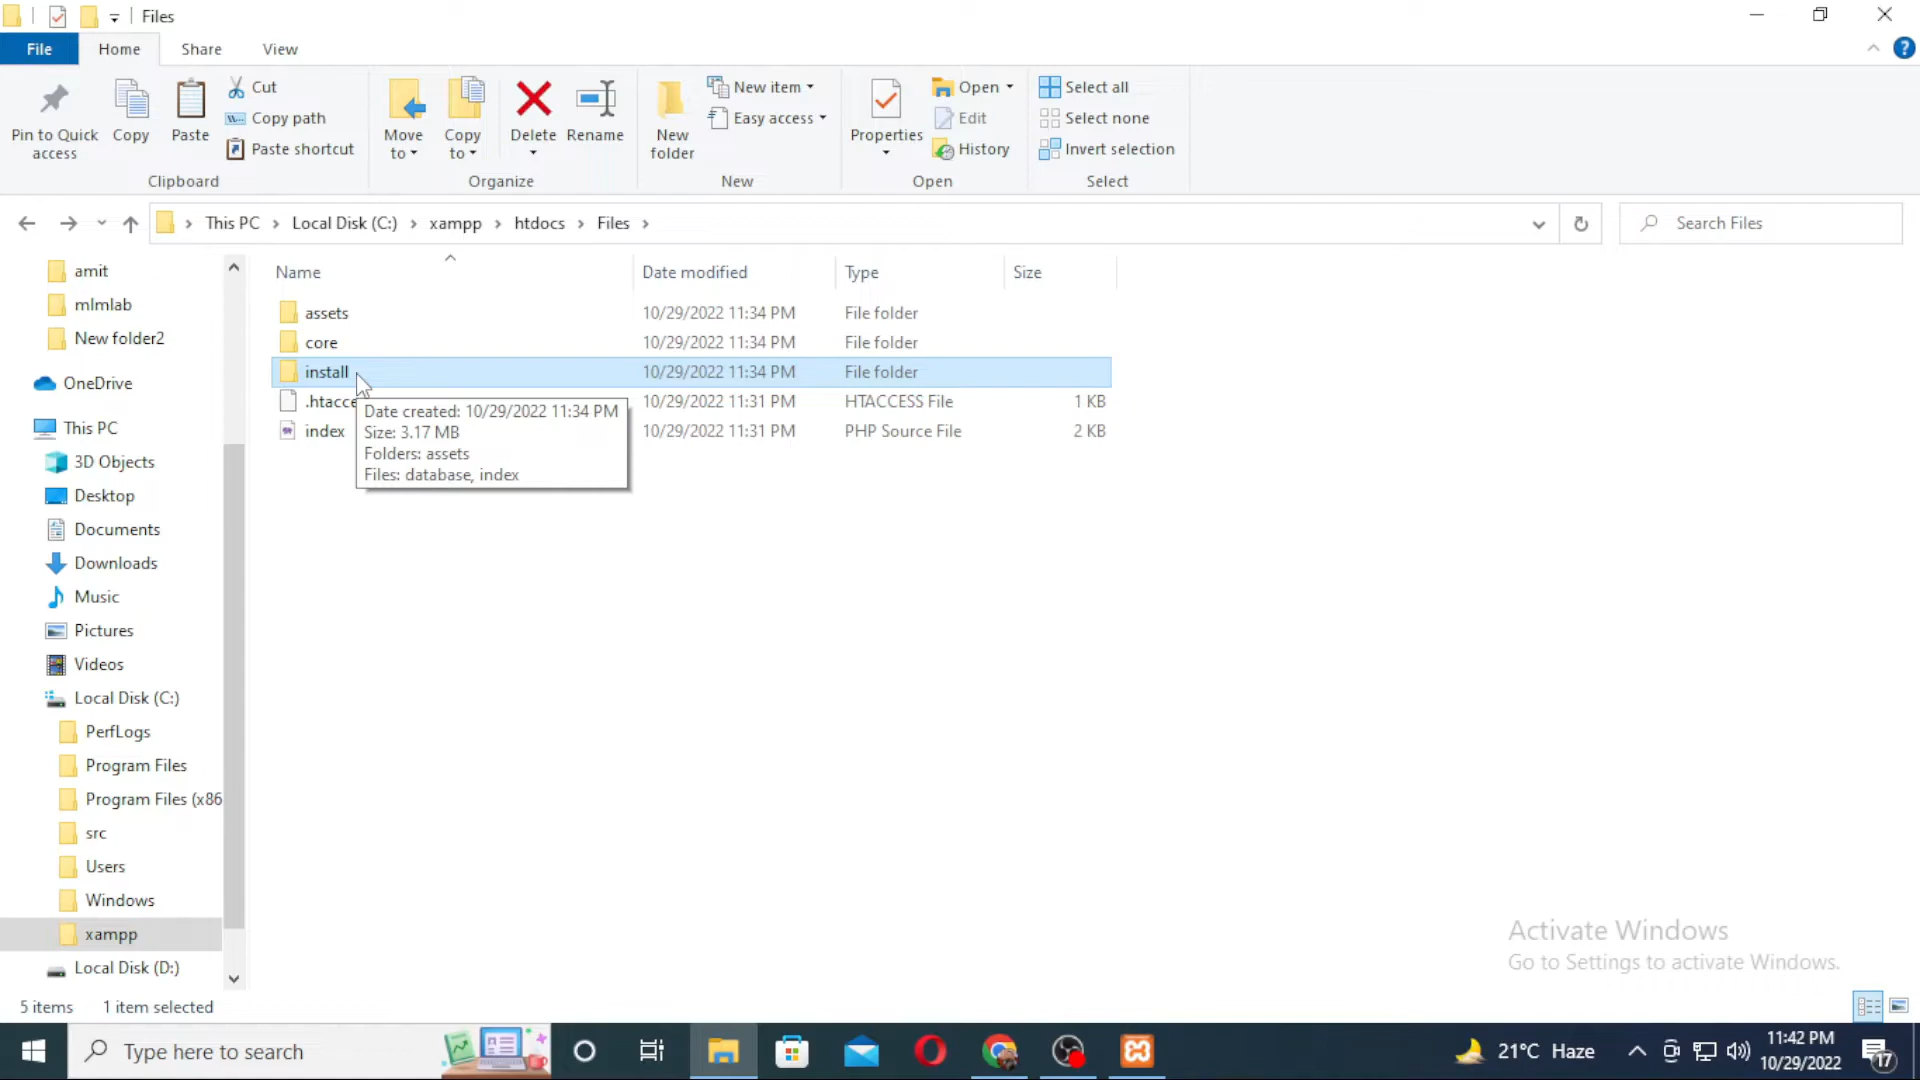 Files
File
Home
Share
View
Pin to Quick access
Copy
Paste
Cut
Copy path
Paste shortcut
Clipboard
Move to
Copy to
Delete
Rename
Organize
New folder
New item
Easy access
New
Properties
Open
Edit
History
Open
Select all
Select none
Invert selection
Select
This PC > Local Disk (C:) > xampp > htdocs > Files >
Search Files
Name Date modified Type Size
assets 10/29/2022 11:34 PM File folder
core 10/29/2022 11:34 PM File folder
install 10/29/2022 11:34 PM File folder
.htacce 10/29/2022 11:31 PM HTACCESS File 1 KB
index 10/29/2022 11:31 PM PHP Source File 2 KB
Date created: 10/29/2022 11:34 PM
Size: 3.17 MB
Folders: assets
Files: database, index
amit
mlmlab
New folder2
OneDrive
This PC
3D Objects
Desktop
Documents
Downloads
Music
Pictures
Videos
Local Disk (C:)
PerfLogs
Program Files
Program Files (x86
src
Users
Windows
xampp
Local Disk (D:)
Activate Windows
Go to Settings to activate Windows.
5 items 1 item selected
Type here to search
21°C Haze
11:42 PM
10/29/2022
17